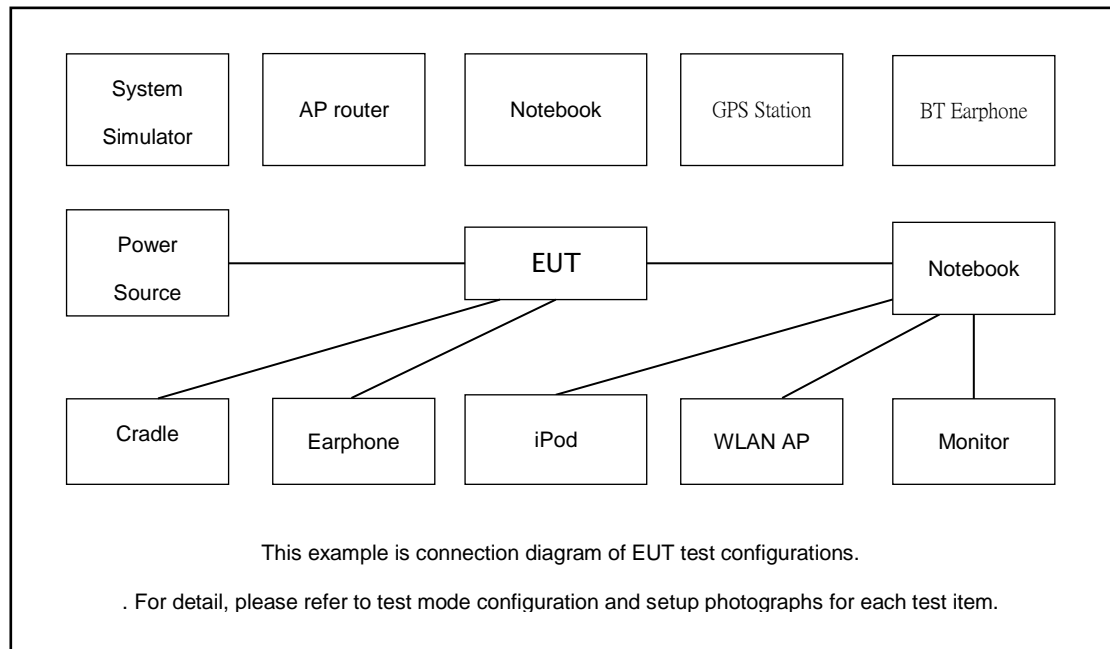 System
Simulator
AP router
Notebook
GPS Station
BT Earphone
Power
Source
EUT
Notebook
Cradle
Earphone
iPod
WLAN AP
Monitor
This example is connection diagram of EUT test configurations.
. For detail, please refer to test mode configuration and setup photographs for each test item.